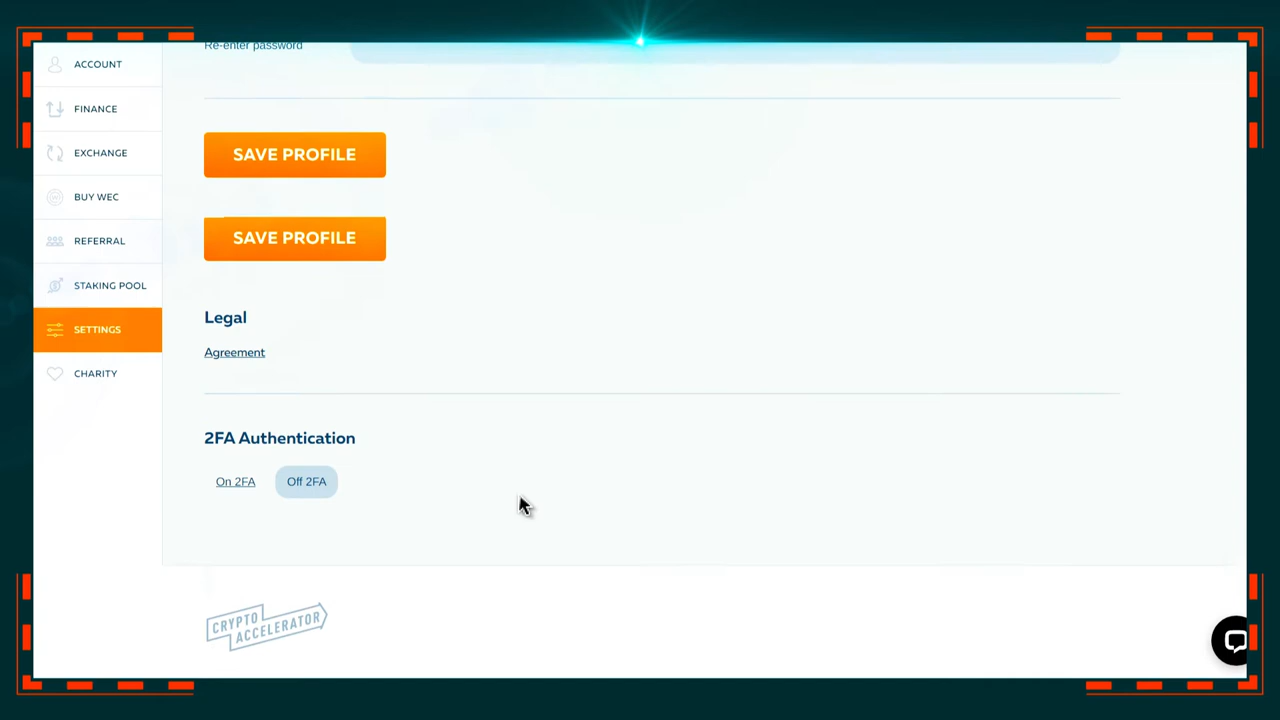 Re-enter password
ACCOUNT
FINANCE
EXCHANGE
BUY WEC
REFERRAL
STAKING POOL
SETTINGS
CHARITY
SAVE PROFILE
SAVE PROFILE
Legal
Agreement
2FA Authentication
On 2FA
Off 2FA
CRYPTO
ACCELERATOR